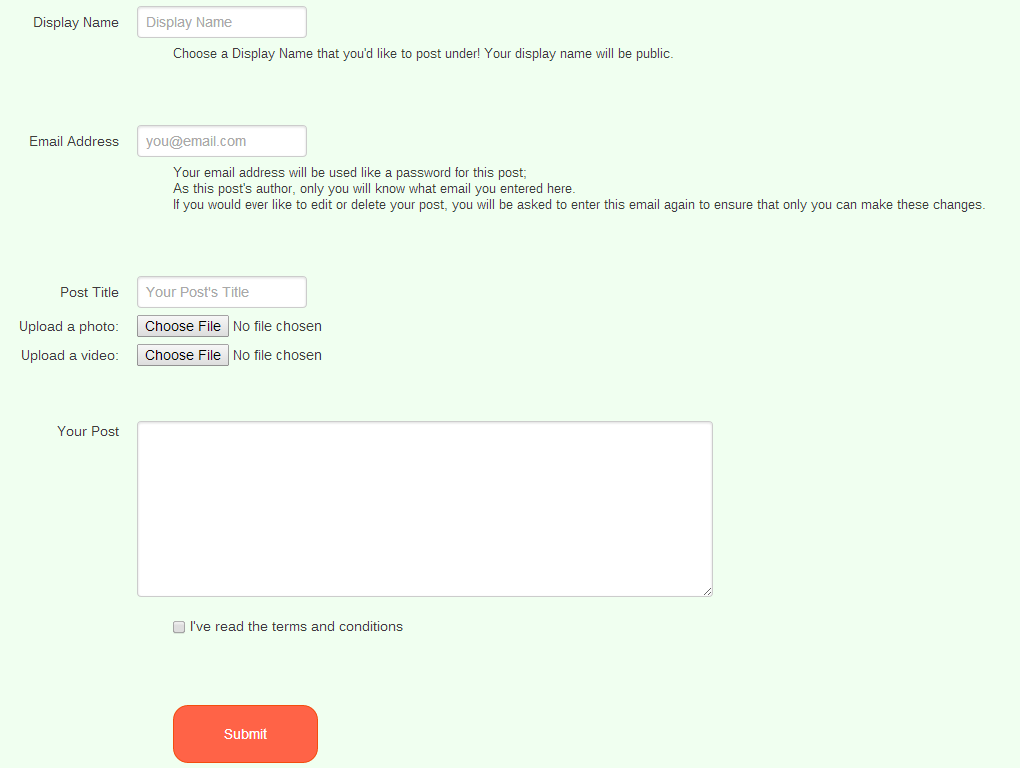 Display Name
Display Name
Choose a Display Name that you'd like to post under! Your display name will be public.
Email Address
you@email.com
Your email address will be used like a password for this post;
As this post's author, only you will know what email you entered here.
If you would ever like to edit or delete your post, you will be asked to enter this email again to ensure that only you can make these changes.
Post Title
Your Post's Title
Upload a photo:
Choose File No file chosen
Upload a video:
Choose File No file chosen
Your Post
I've read the terms and conditions
Submit